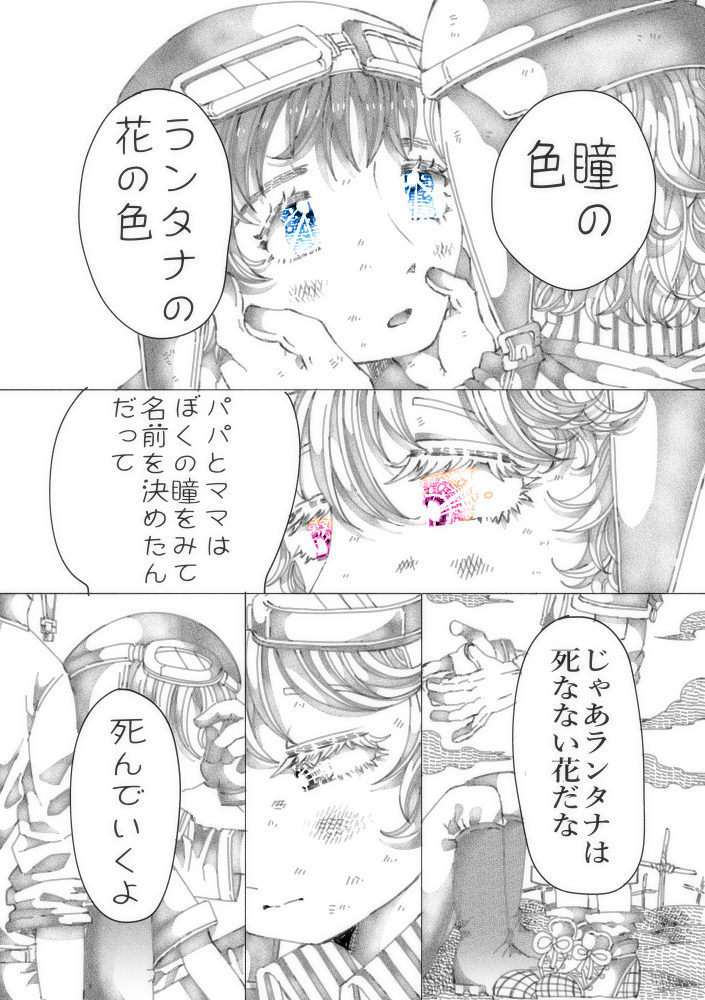 瞳の
色
ランタナの
花の色
パパとママは
ぼくの瞳をみて
名前を決めたん
だって
じゃあランタナは
死なない花だな
死んでいくよ